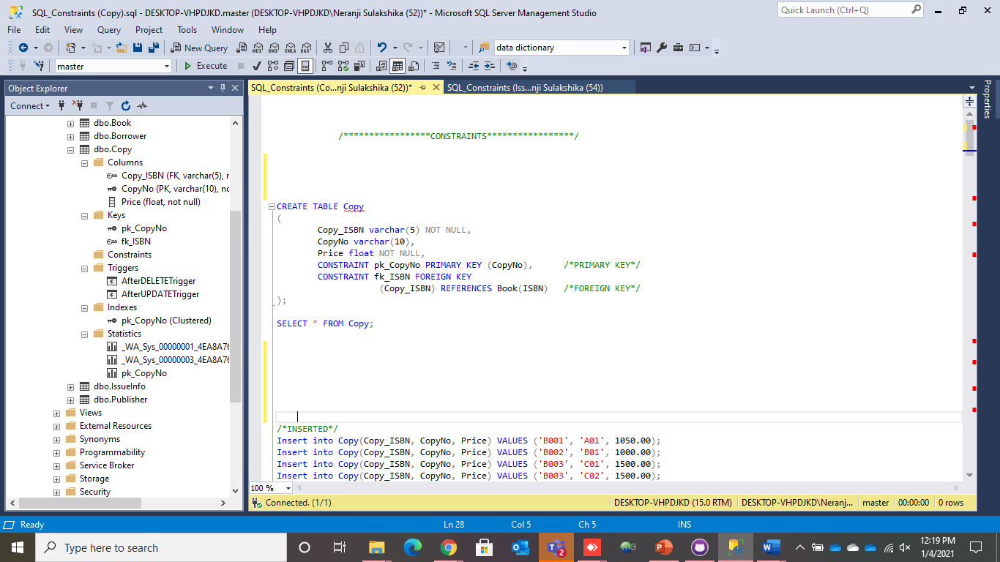 SQL_Constraints (Copy).sql - DESKTOP-VHPDJKD.master (DESKTOP-VHPDJKD\Neranji Sulakshika (52))* - Microsoft SQL Server Management Studio
Quick Launch (Ctrl+Q)
File Edit View Query Project Tools Window Help
New Query MDX DMX XMLA DAX data dictionary
master Execute
Object Explorer
SQL_Constraints (Co...nji Sulakshika (52))*
SQL_Constraints (Iss...nji Sulakshika (54))
Properties
Connect
dbo.Book
dbo.Borrower
dbo.Copy
Columns
Copy_ISBN (FK, varchar(5), r
CopyNo (PK, varchar(10), nc
Price (float, not null)
Keys
pk_CopyNo
fk_ISBN
Constraints
Triggers
AfterDELETETrigger
AfterUPDATETrigger
Indexes
pk_CopyNo (Clustered)
Statistics
_WA_Sys_00000001_4EA8A76
_WA_Sys_00000003_4EA8A76
pk_CopyNo
dbo.IssueInfo
dbo.Publisher
Views
External Resources
Synonyms
Programmability
Service Broker
Storage
Security
/*****************CONSTRAINTS*****************/
CREATE TABLE Copy
(
Copy_ISBN varchar(5) NOT NULL,
CopyNo varchar(10),
Price float NOT NULL,
CONSTRAINT pk_CopyNo PRIMARY KEY (CopyNo), /*PRIMARY KEY*/
CONSTRAINT fk_ISBN FOREIGN KEY
(Copy_ISBN) REFERENCES Book(ISBN) /*FOREIGN KEY*/
);
SELECT * FROM Copy;
/*INSERTED*/
Insert into Copy(Copy_ISBN, CopyNo, Price) VALUES ('B001', 'A01', 1050.00);
Insert into Copy(Copy_ISBN, CopyNo, Price) VALUES ('B002', 'B01', 1000.00);
Insert into Copy(Copy_ISBN, CopyNo, Price) VALUES ('B003', 'C01', 1500.00);
Insert into Copy(Copy_ISBN, CopyNo, Price) VALUES ('B003', 'C02', 1500.00);
100 %
Connected. (1/1) DESKTOP-VHPDJKD (15.0 RTM) DESKTOP-VHPDJKD\Neranj... master 00:00:00 0 rows
Ready Ln 28 Col 5 Ch 5 INS
Type here to search
2
12:19 PM
1/4/2021